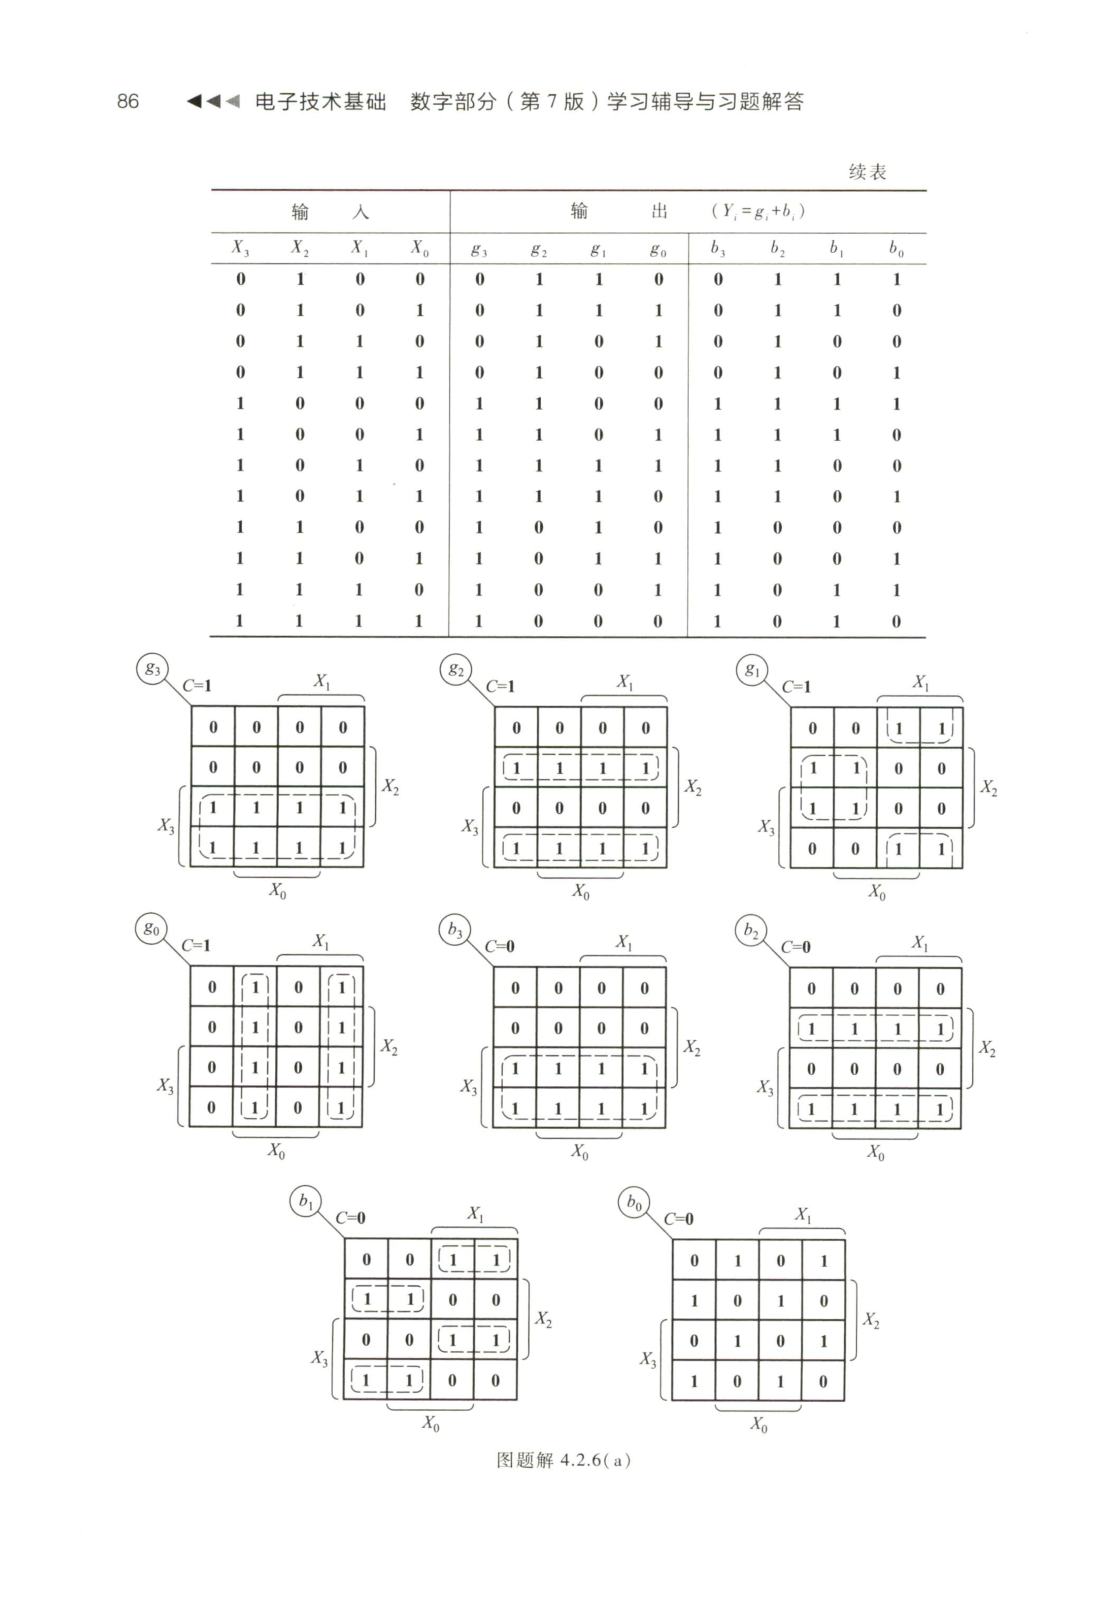 86 ◀◀◀ 电子技术基础 数字部分（第7版）学习辅导与习题解答
续表
输 入 输 出 (Yᵢ=gᵢ+bᵢ)
X₃ X₂ X₁ X₀ g₃ g₂ g₁ g₀ b₃ b₂ b₁ b₀
0 1 0 0 0 1 1 0 0 1 1 1
0 1 0 1 0 1 1 1 0 1 1 0
0 1 1 0 0 1 0 1 0 1 0 0
0 1 1 1 0 1 0 0 0 1 0 1
1 0 0 0 1 1 0 0 1 1 1 1
1 0 0 1 1 1 0 1 1 1 1 0
1 0 1 0 1 1 1 1 1 1 0 0
1 0 1 1 1 1 1 0 1 1 0 1
1 1 0 0 1 0 1 0 1 0 0 0
1 1 0 1 1 0 1 1 1 0 0 1
1 1 1 0 1 0 0 1 1 0 1 1
1 1 1 1 1 0 0 0 1 0 1 0
g₃
C=1 X₁
0 0 0 0
0 0 0 0
X₂
1 1 1 1
X₃
1 1 1 1
X₀
g₂
C=1 X₁
0 0 0 0
1 1 1 1
X₂
0 0 0 0
X₃
1 1 1 1
X₀
g₁
C=1 X₁
0 0 1 1
1 1 0 0
X₂
1 1 0 0
X₃
0 0 1 1
X₀
g₀
C=1 X₁
0 1 0 1
0 1 0 1
X₂
0 1 0 1
X₃
0 1 0 1
X₀
b₃
C=0 X₁
0 0 0 0
0 0 0 0
X₂
1 1 1 1
X₃
1 1 1 1
X₀
b₂
C=0 X₁
0 0 0 0
1 1 1 1
X₂
0 0 0 0
X₃
1 1 1 1
X₀
b₁
C=0 X₁
0 0 1 1
1 1 0 0
X₂
0 0 1 1
X₃
1 1 0 0
X₀
b₀
C=0 X₁
0 1 0 1
1 0 1 0
X₂
0 1 0 1
X₃
1 0 1 0
X₀
图题解 4.2.6(a)